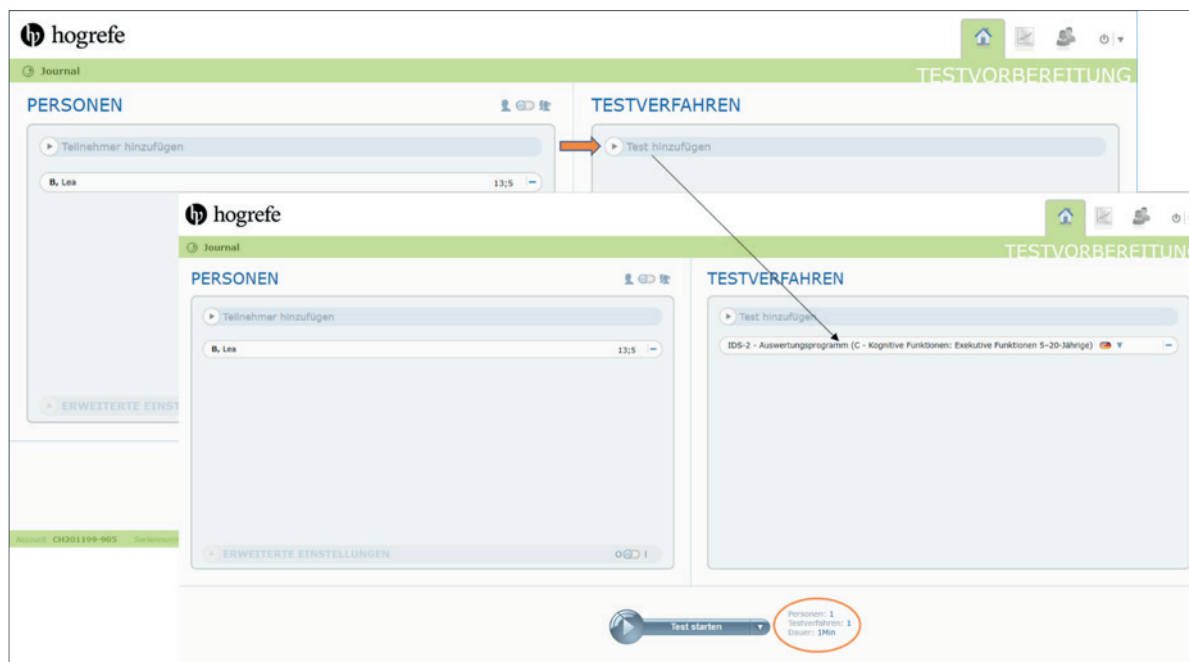 hogrefe
Journal
TESTVORBEREITUNG
PERSONEN
TESTVERFAHREN
Teilnehmer hinzufügen
Test hinzufügen
B, Lea 13;5
ERWEITERTE EINST
Account CH201199-905
hogrefe
Journal
TESTVORBEREITUNG
PERSONEN
TESTVERFAHREN
Teilnehmer hinzufügen
Test hinzufügen
B, Lea 13;5
IDS-2 - Auswertungsprogramm (C - Kognitive Funktionen: Exekutive Funktionen 5-20-Jährige)
ERWEITERTE EINSTELLUNGEN
Test starten
Personen: 1
Testverfahren: 1
Dauer: 1Min